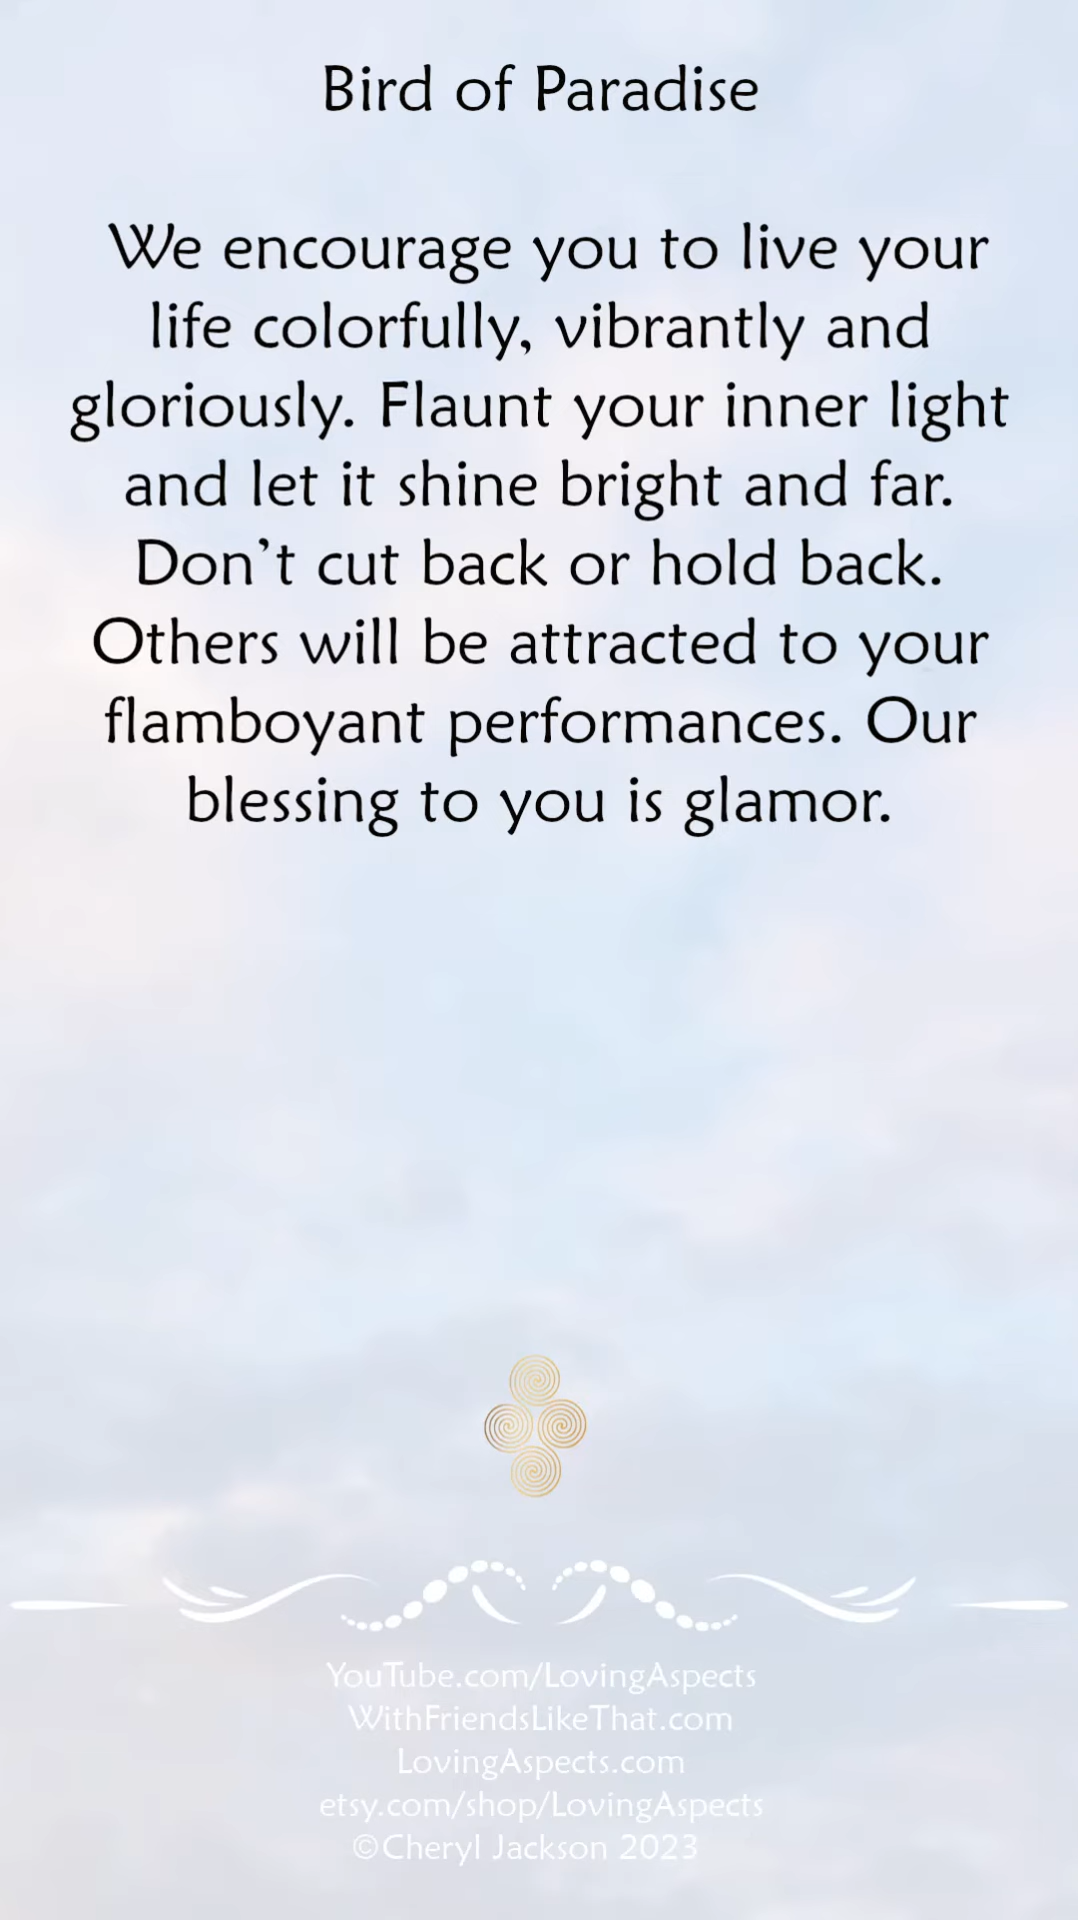 Bird of Paradise
We encourage you to live your
life colorfully, vibrantly and
gloriously. Flaunt your inner light
and let it shine bright and far.
Don’t cut back or hold back.
Others will be attracted to your
flamboyant performances. Our
blessing to you is glamor.
YouTube.com/LovingAspects
WithFriendsLikeThat.com
LovingAspects.com
etsy.com/shop/LovingAspects
©Cheryl Jackson 2023